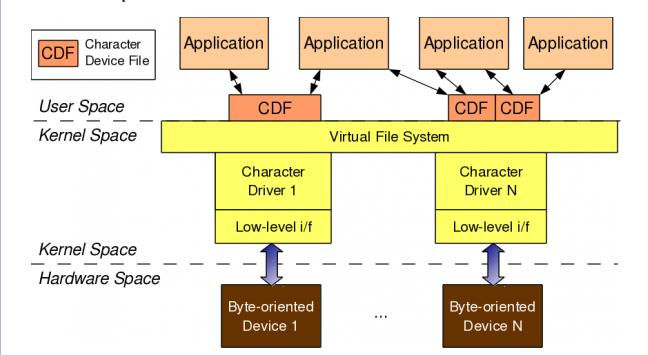 CDF
Character
Device File
Application
Application
Application
Application
User Space
CDF
CDF
CDF
Kernel Space
Virtual File System
Character
Driver 1
Character
Driver N
Low-level i/f
Low-level i/f
Kernel Space
Hardware Space
Byte-oriented
Device 1
...
Byte-oriented
Device N